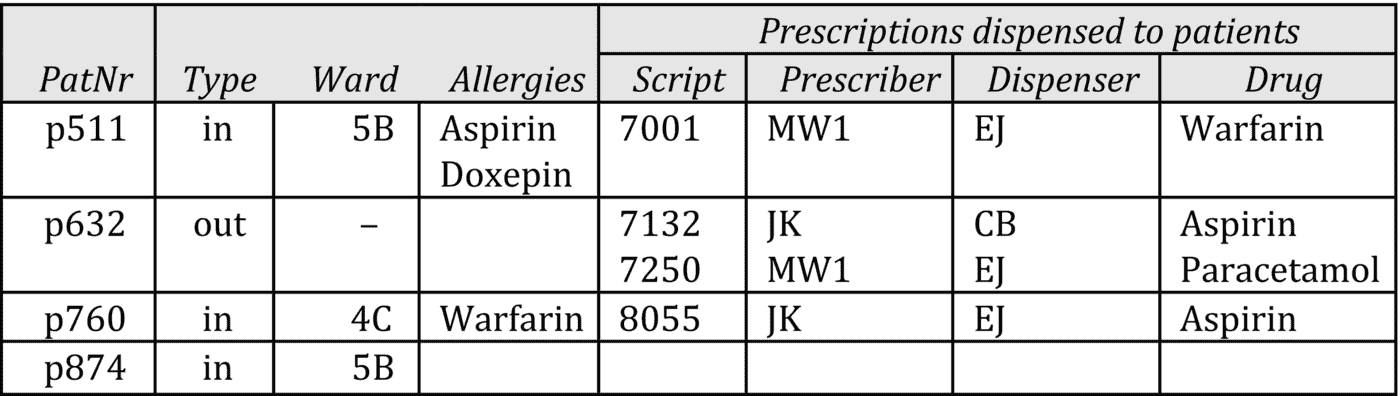 Prescriptions dispensed to patients
PatNr Type Ward Allergies Script Prescriber Dispenser Drug
p511 in 5B Aspirin 7001 MW1 EJ Warfarin
Doxepin
p632 out – 7132 JK CB Aspirin
7250 MW1 EJ Paracetamol
p760 in 4C Warfarin 8055 JK EJ Aspirin
p874 in 5B